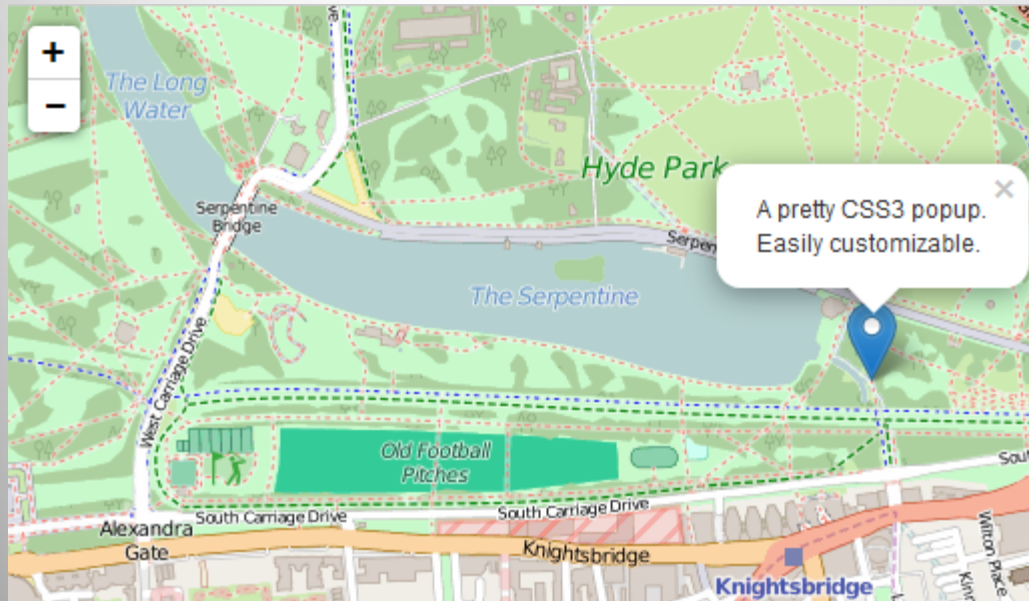 +
−
The Long
Water
Hyde Park
×
A pretty CSS3 popup.
Easily customizable.
Serpentine
Bridge
The Serpentine
West Carriage Drive
Old Football
Pitches
South Carriage Drive
South Carriage Drive
Alexandra
Gate
Knightsbridge
Knightsbridge
Wilton Place